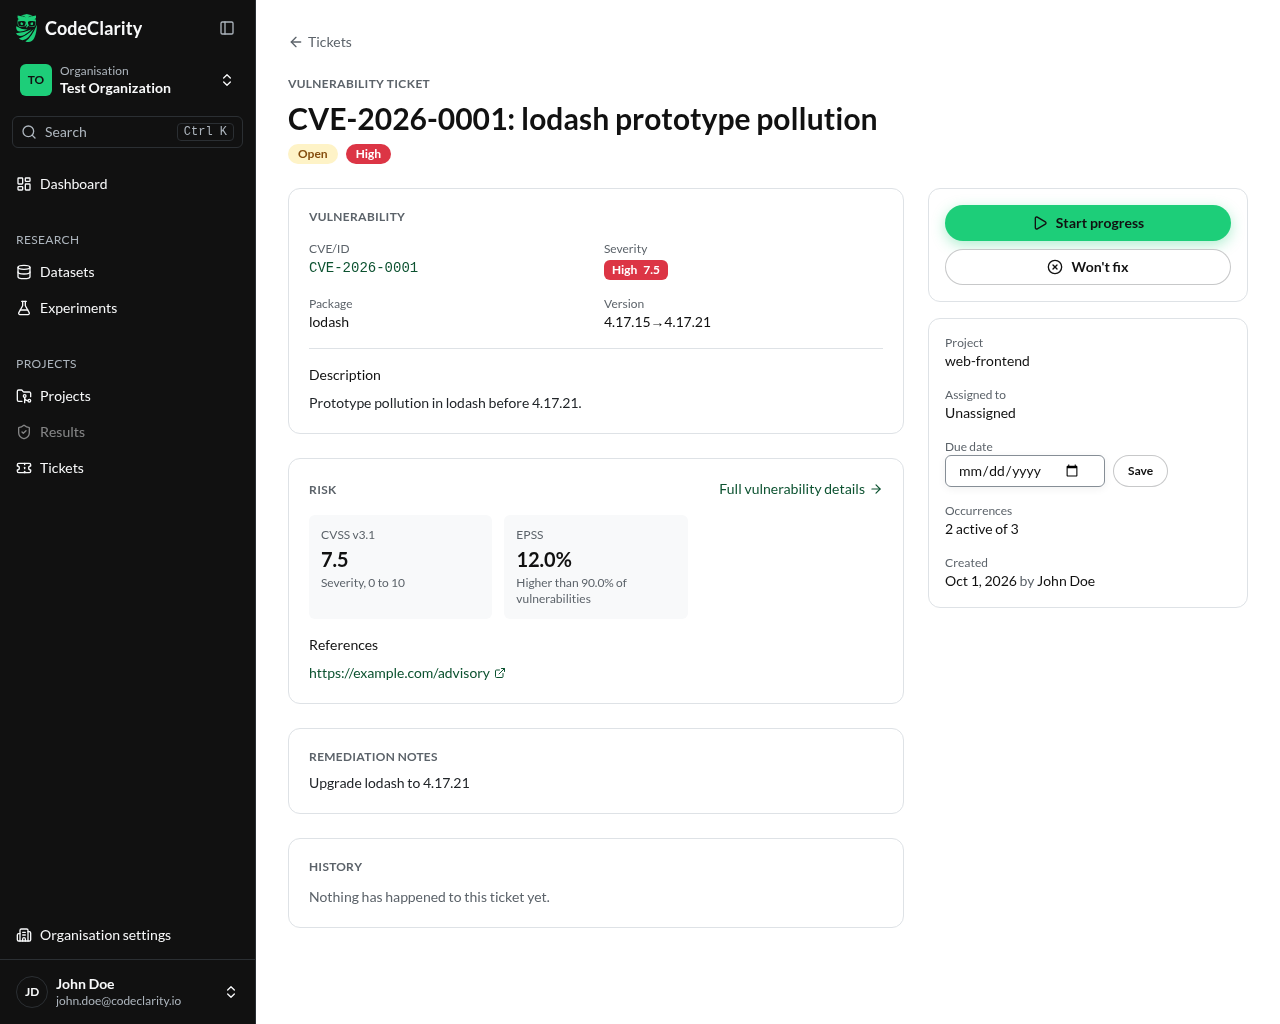 CodeClarity
TO
Organisation
Test Organization
Search
Ctrl K
Dashboard
RESEARCH
Datasets
Experiments
PROJECTS
Projects
Results
Tickets
Organisation settings
JD
John Doe
john.doe@codeclarity.io
Tickets
VULNERABILITY TICKET
CVE-2026-0001: lodash prototype pollution
Open
High
VULNERABILITY
CVE/ID
CVE-2026-0001
Severity
High 7.5
Package
lodash
Version
4.17.15→4.17.21
Description
Prototype pollution in lodash before 4.17.21.
RISK
Full vulnerability details
CVSS v3.1
7.5
Severity, 0 to 10
EPSS
12.0%
Higher than 90.0% of
vulnerabilities
References
https://example.com/advisory
REMEDIATION NOTES
Upgrade lodash to 4.17.21
HISTORY
Nothing has happened to this ticket yet.
Start progress
Won't fix
Project
web-frontend
Assigned to
Unassigned
Due date
mm/dd/yyyy
Save
Occurrences
2 active of 3
Created
Oct 1, 2026 by John Doe